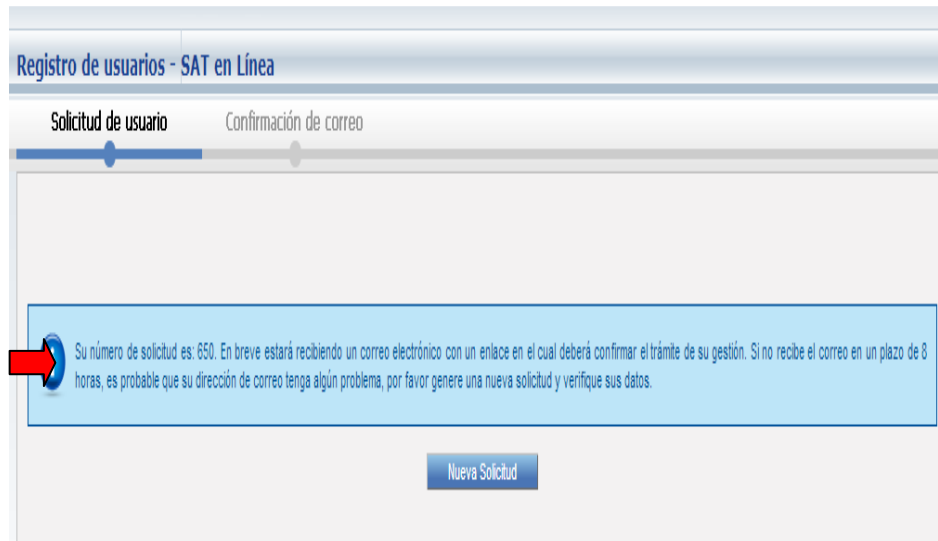 Registro de usuarios - SAT en Línea
Solicitud de usuario Confirmación de correo
Su número de solicitud es: 650. En breve estará recibiendo un correo electrónico con un enlace en el cual deberá confirmar el trámite de su gestión. Si no recibe el correo en un plazo de 8
horas, es probable que su dirección de correo tenga algún problema, por favor genere una nueva solicitud y verifique sus datos.
Nueva Solicitud